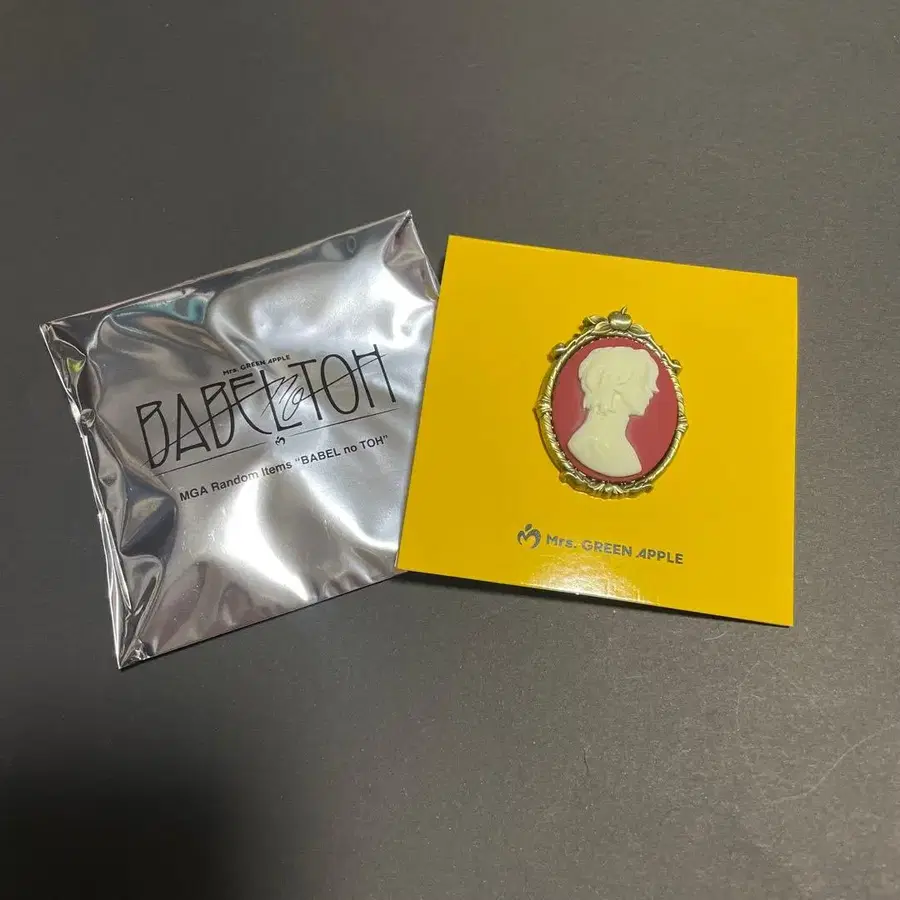 Mrs. GREEN APPLE
BABEL no TOH
MGA Random Items "BABEL no TOH"
Mrs. GREEN APPLE